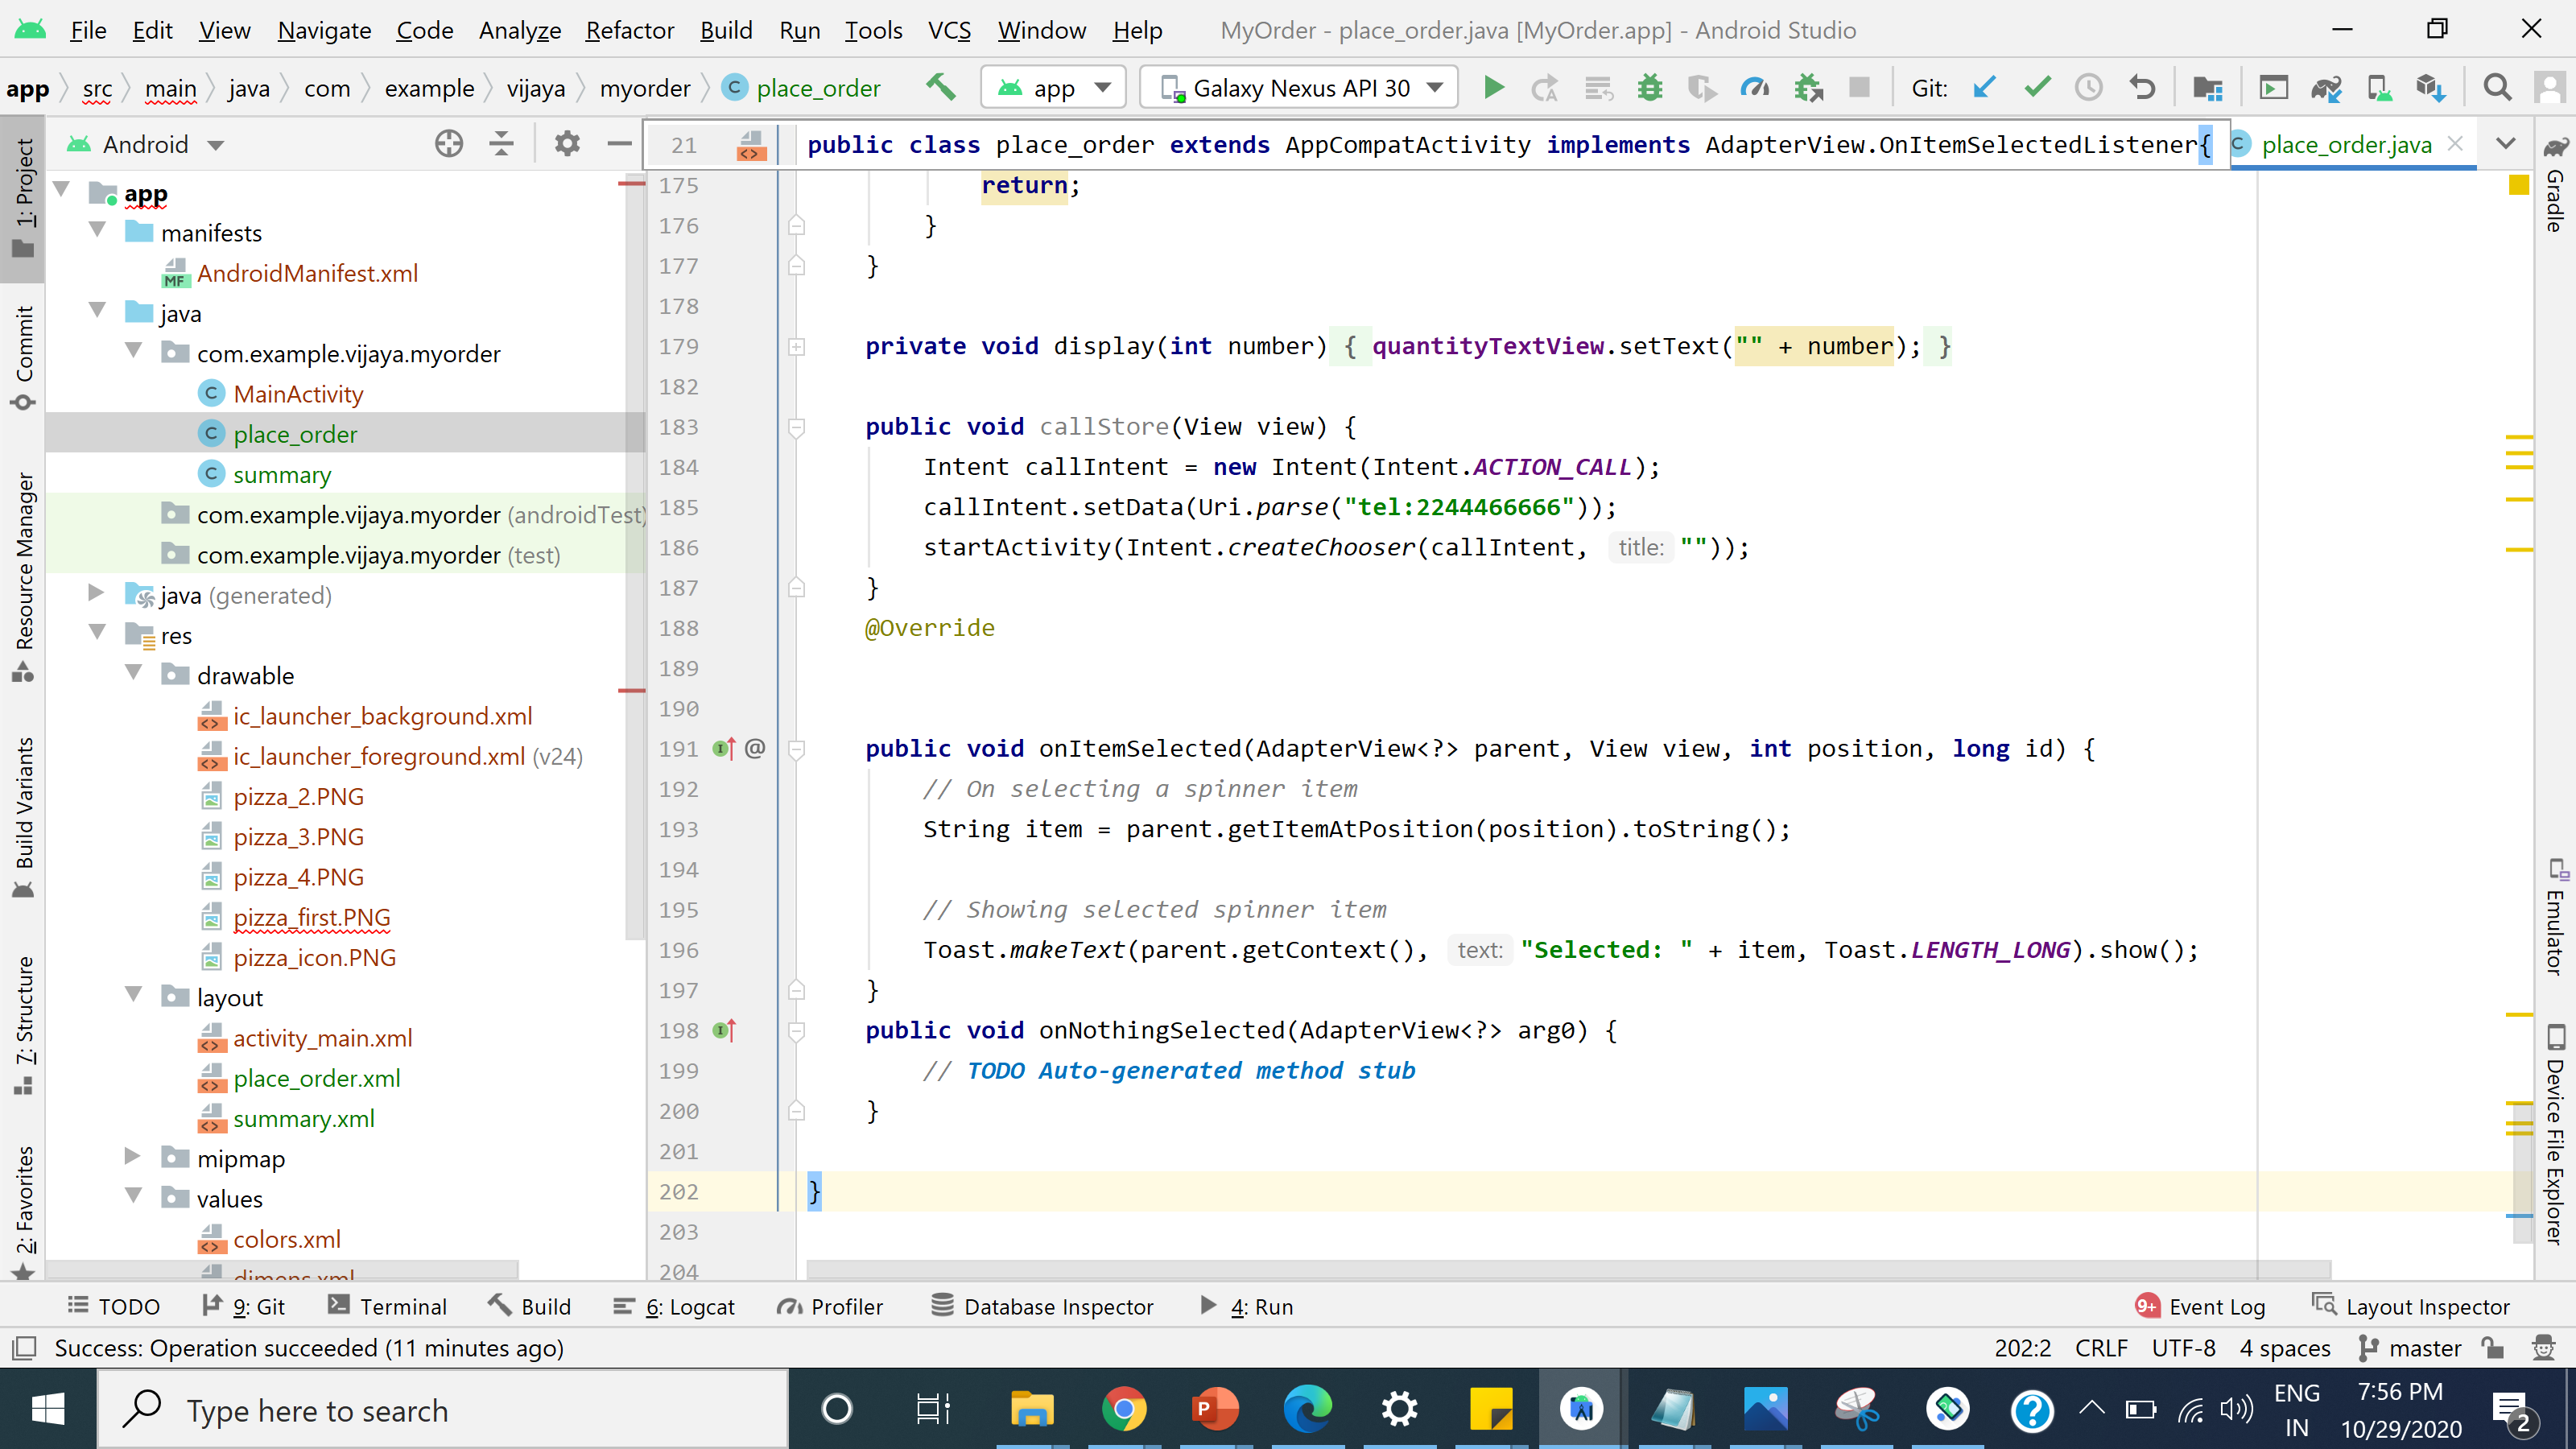 File Edit View Navigate Code Analyze Refactor Build Run Tools VCS Window Help MyOrder - place_order.java [MyOrder.app] - Android Studio
app src main java com example vijaya myorder C place_order app Galaxy Nexus API 30 Git:
Android
21 public class place_order extends AppCompatActivity implements AdapterView.OnItemSelectedListener{
C place_order.java
1: Project
Commit
Resource Manager
Build Variants
7: Structure
2: Favorites
app
manifests
MF AndroidManifest.xml
java
com.example.vijaya.myorder
C MainActivity
C place_order
C summary
com.example.vijaya.myorder (androidTest)
com.example.vijaya.myorder (test)
java (generated)
res
drawable
ic_launcher_background.xml
ic_launcher_foreground.xml (v24)
pizza_2.PNG
pizza_3.PNG
pizza_4.PNG
pizza_first.PNG
pizza_icon.PNG
layout
activity_main.xml
place_order.xml
summary.xml
mipmap
values
colors.xml
dimens.xml
175 return;
176 }
177 }
178
179 private void display(int number) { quantityTextView.setText("" + number); }
182
183 public void callStore(View view) {
184 Intent callIntent = new Intent(Intent.ACTION_CALL);
185 callIntent.setData(Uri.parse("tel:2244466666"));
186 startActivity(Intent.createChooser(callIntent, title: ""));
187 }
188 @Override
189
190
191 @ public void onItemSelected(AdapterView<?> parent, View view, int position, long id) {
192 // On selecting a spinner item
193 String item = parent.getItemAtPosition(position).toString();
194
195 // Showing selected spinner item
196 Toast.makeText(parent.getContext(), text: "Selected: " + item, Toast.LENGTH_LONG).show();
197 }
198 public void onNothingSelected(AdapterView<?> arg0) {
199 // TODO Auto-generated method stub
200 }
201
202 }
203
204
Gradle
Emulator
Device File Explorer
TODO 9: Git Terminal Build 6: Logcat Profiler Database Inspector 4: Run 9+ Event Log Layout Inspector
Success: Operation succeeded (11 minutes ago) 202:2 CRLF UTF-8 4 spaces master
Type here to search
ENG
IN
7:56 PM
10/29/2020
2